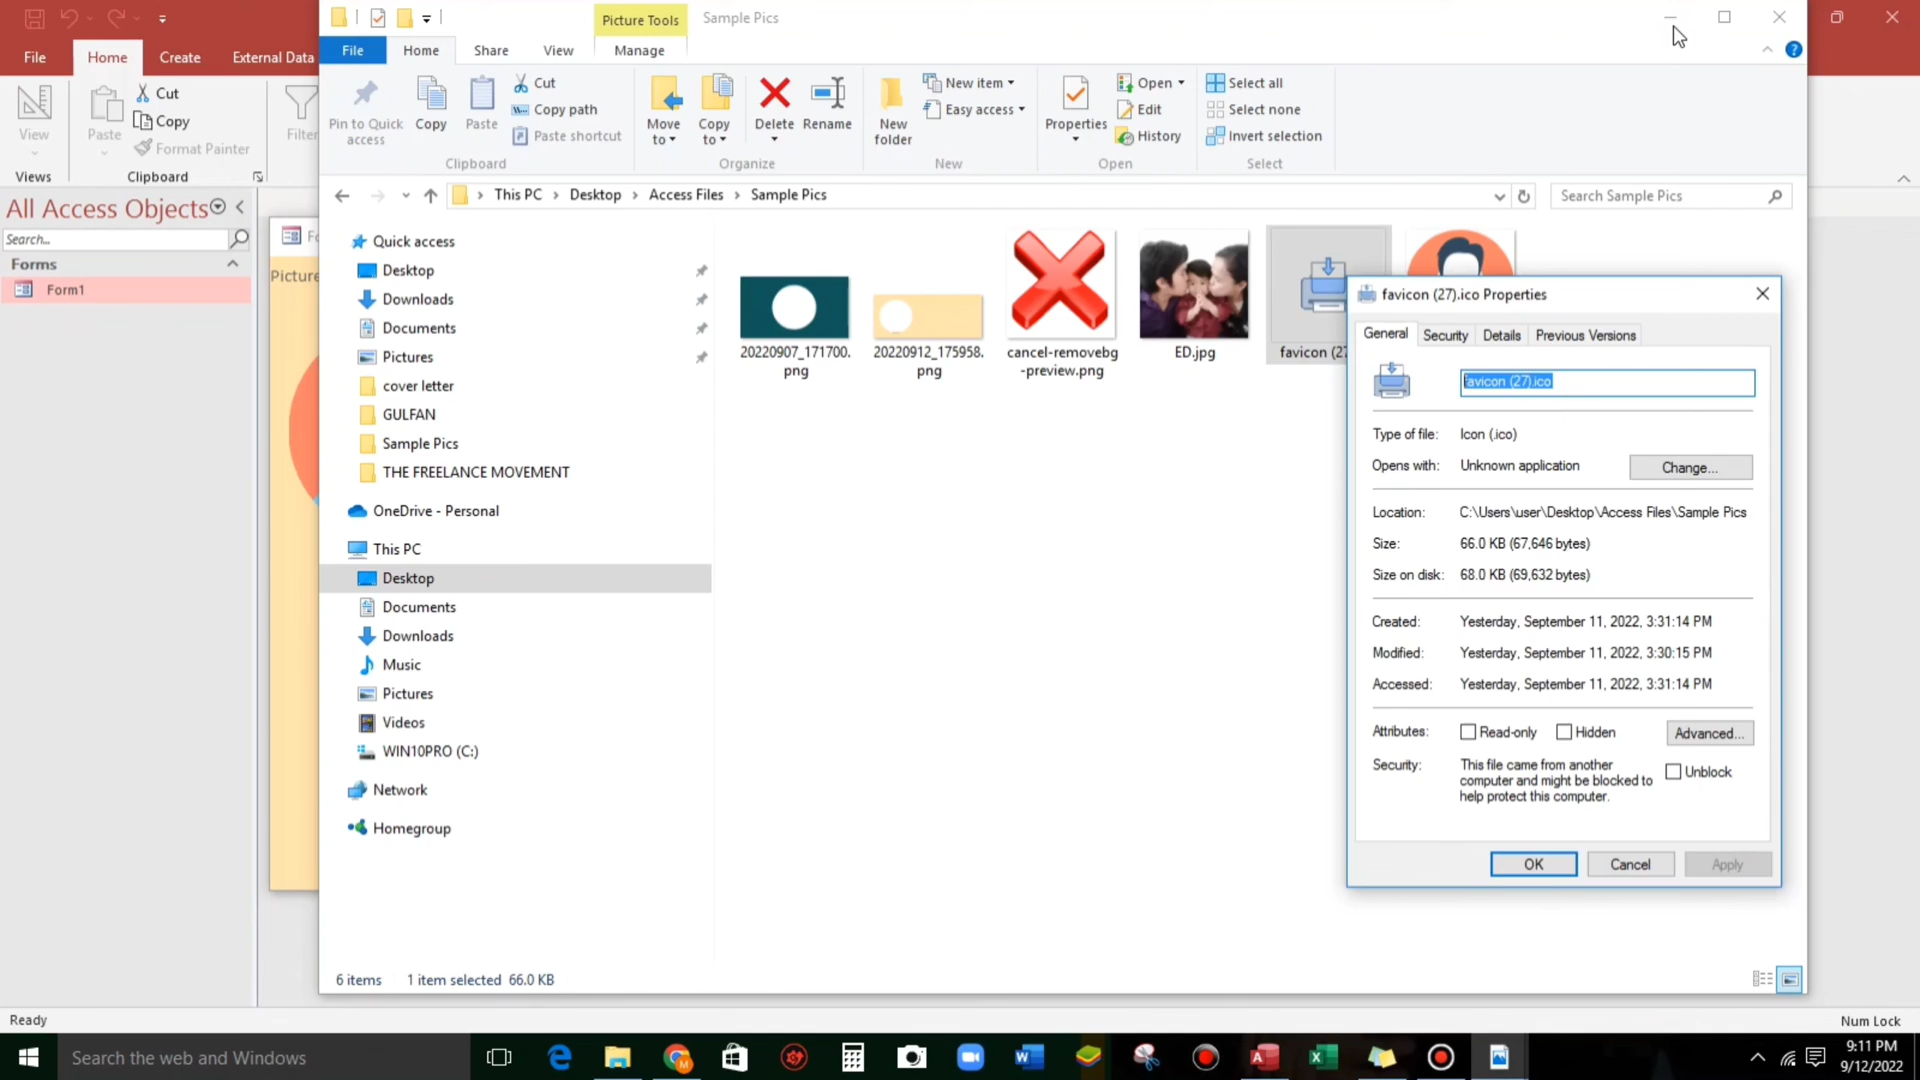 Picture Tools
Sample Pics
File
Home
Create
External Data
File
Home
Share
View
Manage
View
Paste
Cut
Copy
Format Painter
Filter
Views
Clipboard
Pin to Quick access
Copy
Paste
Cut
Copy path
Paste shortcut
Clipboard
Move to
Copy to
Delete
Rename
Organize
New folder
New item
Easy access
New
Properties
Open
Edit
History
Open
Select all
Select none
Invert selection
Select
This PC
Desktop
Access Files
Sample Pics
Search Sample Pics
All Access Objects
Search...
Forms
Form1
Picture
Quick access
Desktop
Downloads
Documents
Pictures
cover letter
GULFAN
Sample Pics
THE FREELANCE MOVEMENT
OneDrive - Personal
This PC
Desktop
Documents
Downloads
Music
Pictures
Videos
WIN10PRO (C:)
Network
Homegroup
20220907_171700.
png
20220912_175958.
png
cancel-removebg
-preview.png
ED.jpg
favicon (27
favicon (27).ico Properties
General
Security
Details
Previous Versions
favicon (27).ico
Type of file: Icon (.ico)
Opens with: Unknown application
Change...
Location: C:\Users\user\Desktop\Access Files\Sample Pics
Size: 66.0 KB (67,646 bytes)
Size on disk: 68.0 KB (69,632 bytes)
Created: Yesterday, September 11, 2022, 3:31:14 PM
Modified: Yesterday, September 11, 2022, 3:30:15 PM
Accessed: Yesterday, September 11, 2022, 3:31:14 PM
Attributes: Read-only Hidden Advanced...
Security: This file came from another
computer and might be blocked to
help protect this computer.
Unblock
OK
Cancel
Apply
6 items 1 item selected 66.0 KB
Ready
Num Lock
Search the web and Windows
9:11 PM
9/12/2022